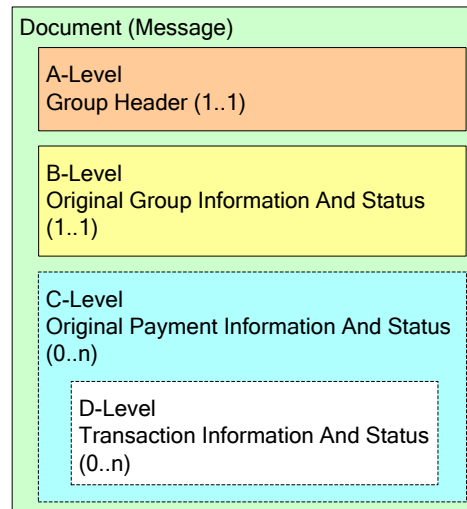 Document (Message)
A-Level
Group Header (1..1)
B-Level
Original Group Information And Status
(1..1)
C-Level
Original Payment Information And Status
(0..n)
D-Level
Transaction Information And Status
(0..n)